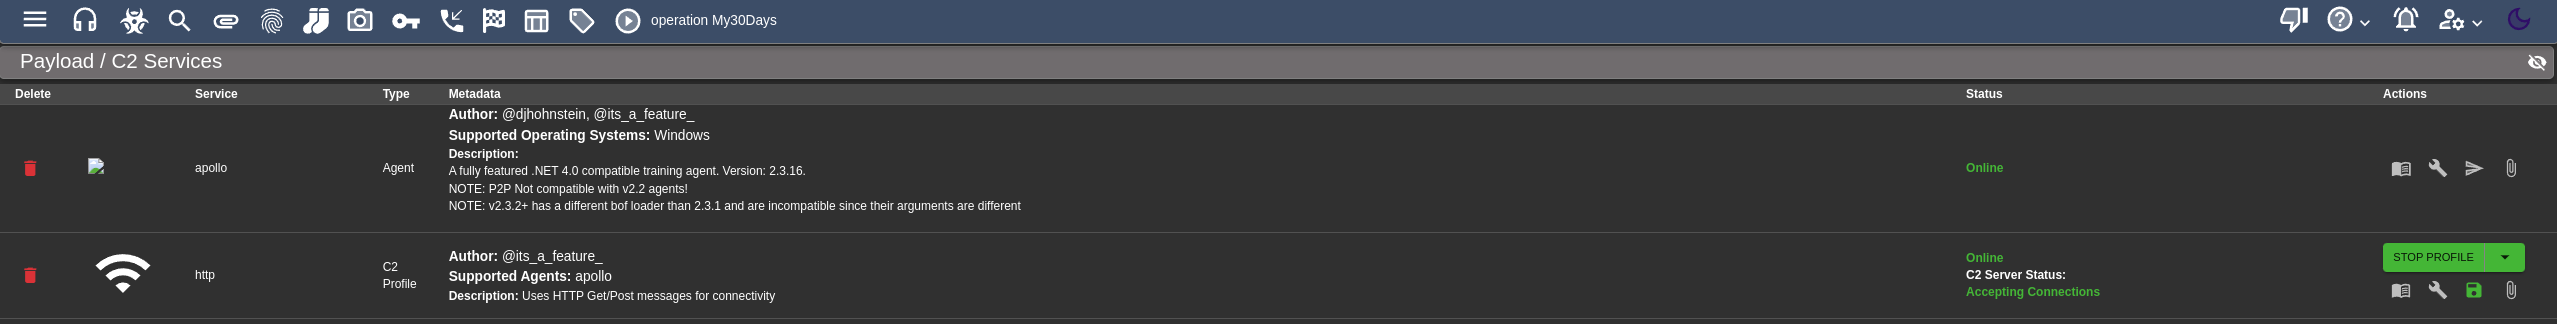 operation My30Days
Payload / C2 Services
Delete Service Type Metadata Status Actions
Author: @djhohnstein, @its_a_feature_
Supported Operating Systems: Windows
Description:
apollo Agent A fully featured .NET 4.0 compatible training agent. Version: 2.3.16. Online
NOTE: P2P Not compatible with v2.2 agents!
NOTE: v2.3.2+ has a different bof loader than 2.3.1 and are incompatible since their arguments are different
Author: @its_a_feature_ Online STOP PROFILE
http C2 Supported Agents: apollo C2 Server Status:
Profile Description: Uses HTTP Get/Post messages for connectivity Accepting Connections